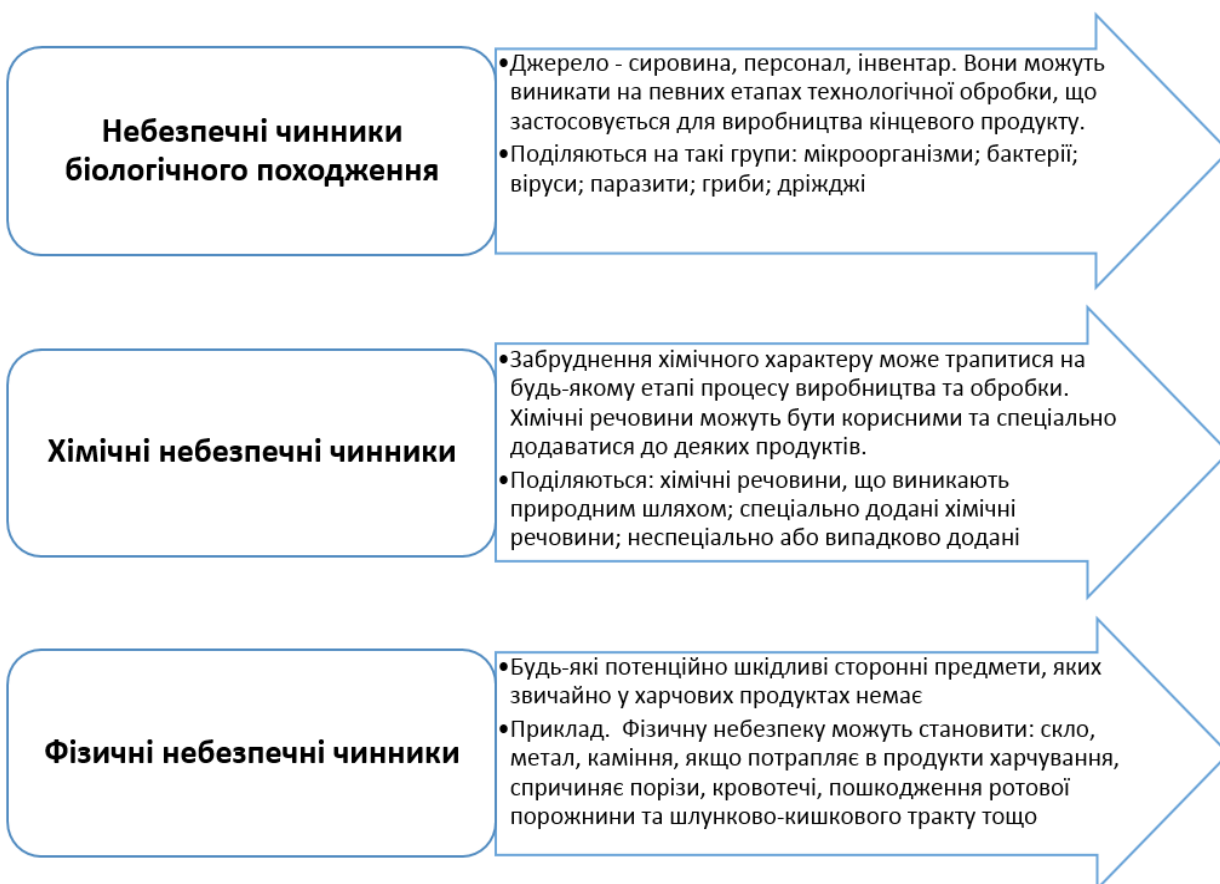 Небезпечні чинники
біологічного походження
•Джерело - сировина, персонал, інвентар. Вони можуть
виникати на певних етапах технологічної обробки, що
застосовується для виробництва кінцевого продукту.
•Поділяються на такі групи: мікроорганізми; бактерії;
віруси; паразити; гриби; дріжджі
Хімічні небезпечні чинники
•Забруднення хімічного характеру може трапитися на
будь-якому етапі процесу виробництва та обробки.
Хімічні речовини можуть бути корисними та спеціально
додаватися до деяких продуктів.
•Поділяються: хімічні речовини, що виникають
природним шляхом; спеціально додані хімічні
речовини; неспеціально або випадково додані
Фізичні небезпечні чинники
•Будь-які потенційно шкідливі сторонні предмети, яких
звичайно у харчових продуктах немає
•Приклад.  Фізичну небезпеку можуть становити: скло,
метал, каміння, якщо потрапляє в продукти харчування,
спричиняє порізи, кровотечі, пошкодження ротової
порожнини та шлунково-кишкового тракту тощо